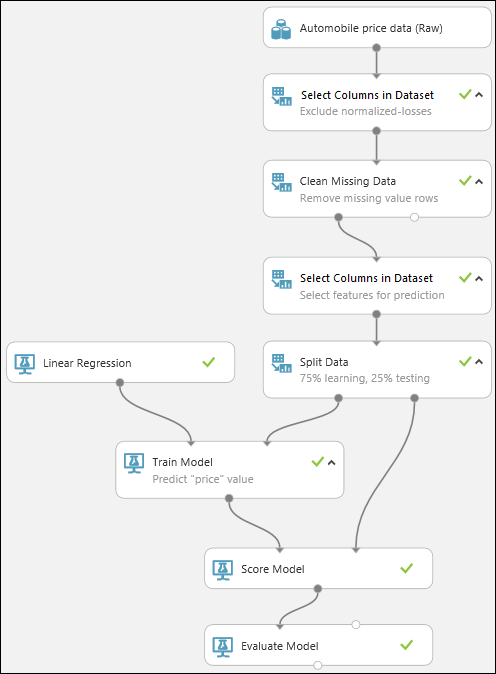 Automobile price data (Raw)
Select Columns in Dataset
Exclude normalized-losses
Clean Missing Data
Remove missing value rows
Select Columns in Dataset
Select features for prediction
Linear Regression
Split Data
75% learning, 25% testing
Train Model
Predict "price" value
Score Model
Evaluate Model